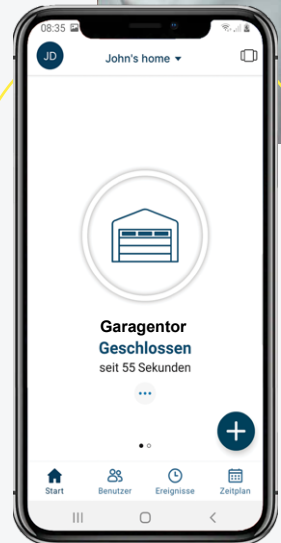 08:35
JD
John's home
Garagentor
Geschlossen
seit 55 Sekunden
Start
Benutzer
Ereignisse
Zeitplan